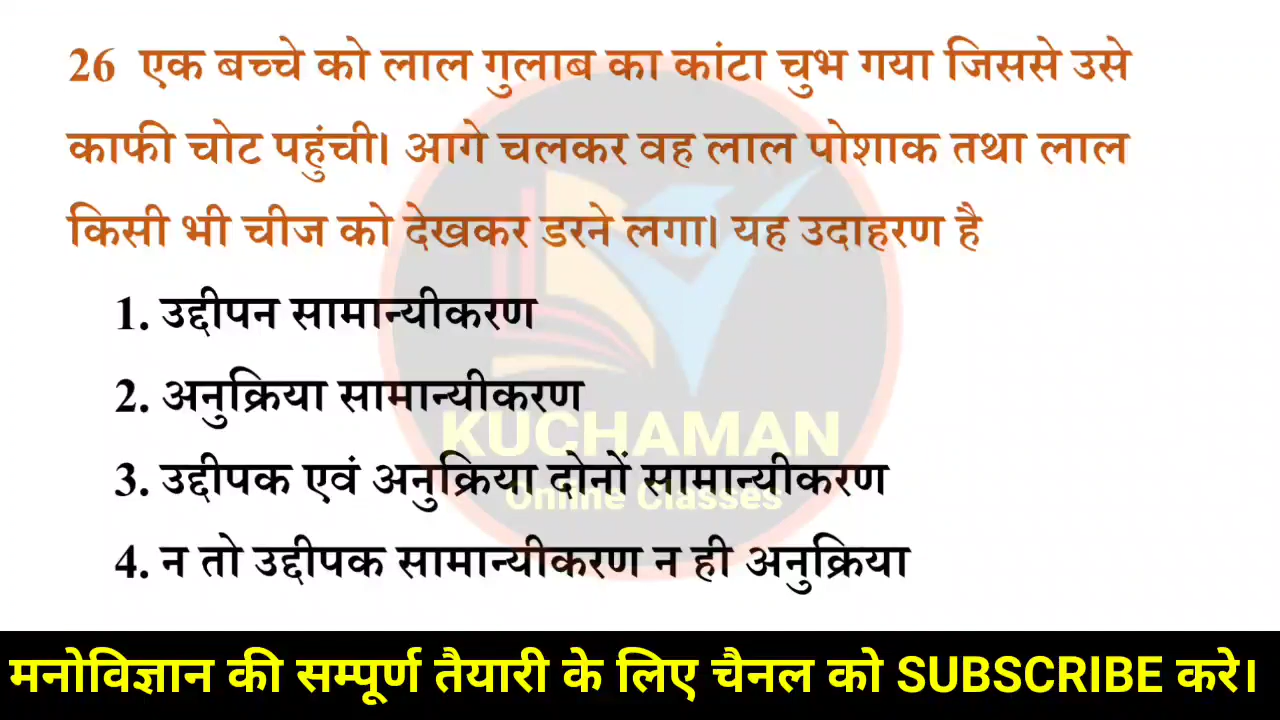 26 एक बच्चे को लाल गुलाब का कांटा चुभ गया जिससे उसे
काफी चोट पहुंची। आगे चलकर वह लाल पोशाक तथा लाल
किसी भी चीज को देखकर डरने लगा। यह उदाहरण है
1. उद्दीपन सामान्यीकरण
2. अनुक्रिया सामान्यीकरण
KUCHAMAN
3. उद्दीपक एवं अनुक्रिया दोनों सामान्यीकरण
Online Classes
4. न तो उद्दीपक सामान्यीकरण न ही अनुक्रिया
मनोविज्ञान की सम्पूर्ण तैयारी के लिए चैनल को SUBSCRIBE करे।